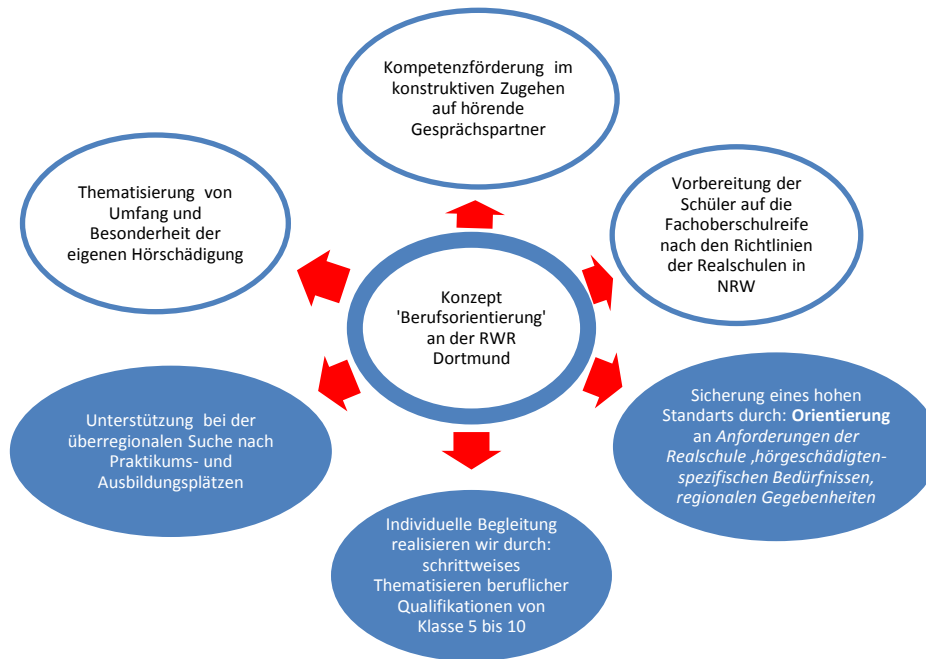 Kompetenzförderung im
konstruktiven Zugehen
auf hörende
Gesprächspartner
Thematisierung von
Umfang und
Besonderheit der
eigenen Hörschädigung
Vorbereitung der
Schüler auf die
Fachoberschulreife
nach den Richtlinien
der Realschulen in
NRW
Konzept
'Berufsorientierung'
an der RWR
Dortmund
Unterstützung bei der
überregionalen Suche nach
Praktikums- und
Ausbildungsplätzen
Sicherung eines hohen
Standarts durch: Orientierung
an Anforderungen der
Realschule ,hörgeschädigten-
spezifischen Bedürfnissen,
regionalen Gegebenheiten
Individuelle Begleitung
realisieren wir durch:
schrittweises
Thematisieren beruflicher
Qualifikationen von
Klasse 5 bis 10